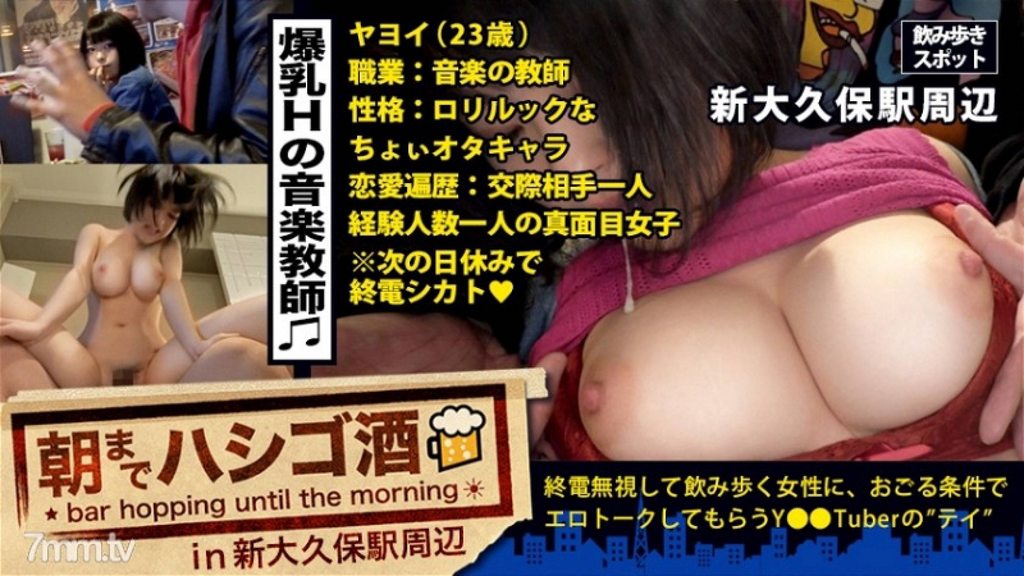 爆乳Hの音楽教師♫
ヤヨイ(23歳)
職業：音楽の教師
性格：ロリルックな
ちょぃオタキャラ
恋愛遍歴：交際相手一人
経験人数一人の真面目女子
※次の日休みで
終電シカト♥
飲み歩き
スポット
新大久保駅周辺
朝までハシゴ酒
★ bar hopping until the morning☀
in 新大久保駅周辺
終電無視して飲み歩く女性に、おごる条件で
エロトークしてもらうY●●Tuberの"テイ"
7mm.tv